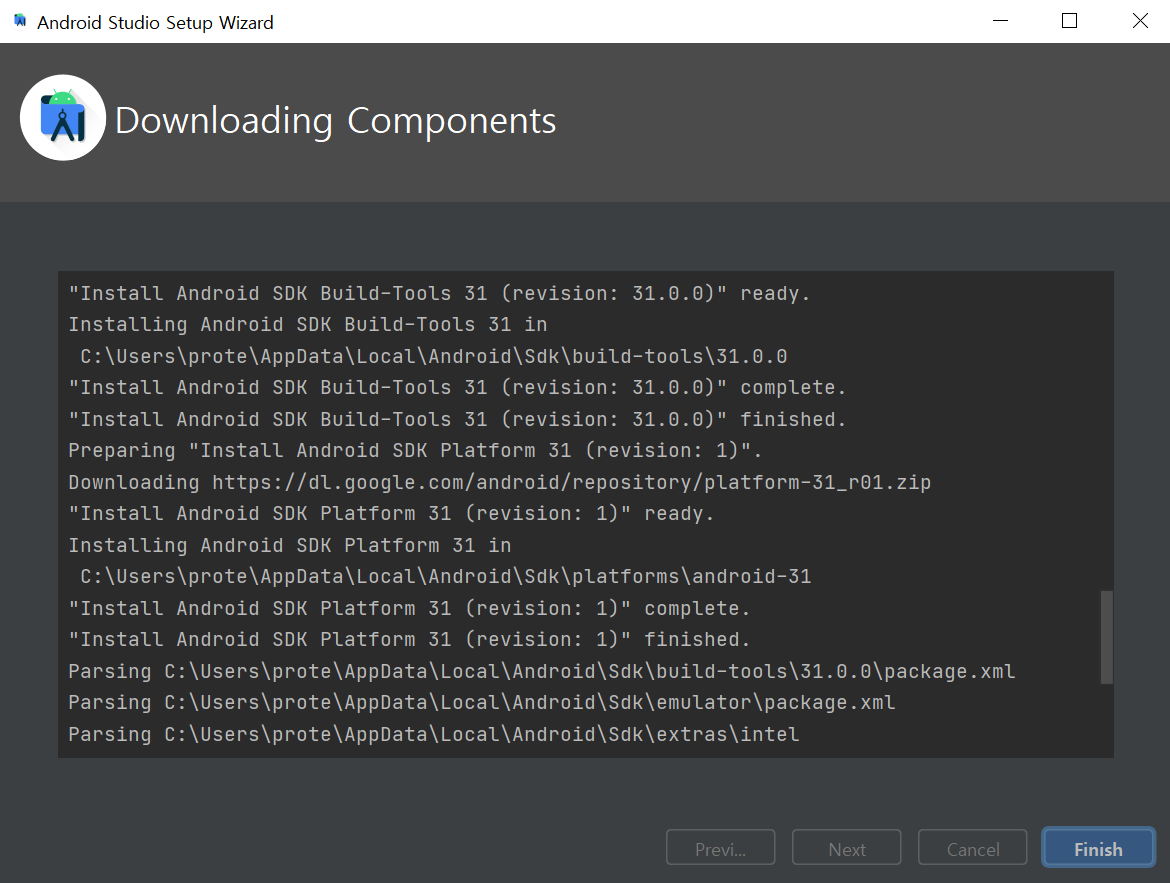 Android Studio Setup Wizard
Downloading Components
"Install Android SDK Build-Tools 31 (revision: 31.0.0)" ready.
Installing Android SDK Build-Tools 31 in
C:\Users\prote\AppData\Local\Android\Sdk\build-tools\31.0.0
"Install Android SDK Build-Tools 31 (revision: 31.0.0)" complete.
"Install Android SDK Build-Tools 31 (revision: 31.0.0)" finished.
Preparing "Install Android SDK Platform 31 (revision: 1)".
Downloading https://dl.google.com/android/repository/platform-31_r01.zip
"Install Android SDK Platform 31 (revision: 1)" ready.
Installing Android SDK Platform 31 in
C:\Users\prote\AppData\Local\Android\Sdk\platforms\android-31
"Install Android SDK Platform 31 (revision: 1)" complete.
"Install Android SDK Platform 31 (revision: 1)" finished.
Parsing C:\Users\prote\AppData\Local\Android\Sdk\build-tools\31.0.0\package.xml
Parsing C:\Users\prote\AppData\Local\Android\Sdk\emulator\package.xml
Parsing C:\Users\prote\AppData\Local\Android\Sdk\extras\intel
Previ... Next Cancel Finish